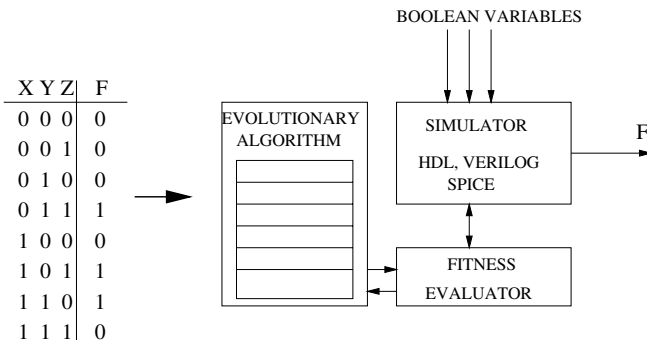 BOOLEAN VARIABLES
X Y Z F
0 0 0 0
0 0 1 0
0 1 0 0
0 1 1 1
1 0 0 0
1 0 1 1
1 1 0 1
1 1 1 0
EVOLUTIONARY
ALGORITHM
SIMULATOR
HDL, VERILOG
SPICE
F
FITNESS
EVALUATOR